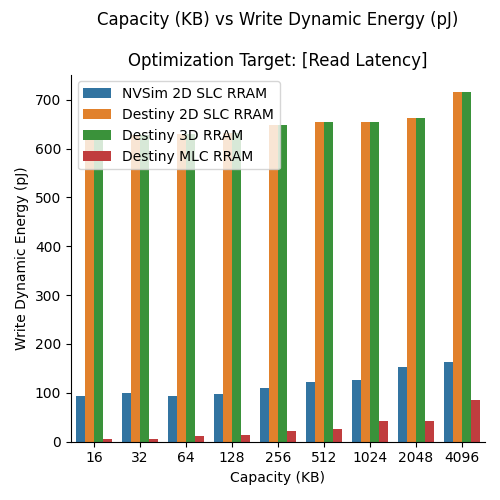 Capacity (KB) vs Write Dynamic Energy (pJ)
Optimization Target: [Read Latency]
NVSim 2D SLC RRAM
Destiny 2D SLC RRAM
Destiny 3D RRAM
Destiny MLC RRAM
Write Dynamic Energy (pJ)
700
600
500
400
300
200
100
0
16 32 64 128 256 512 1024 2048 4096
Capacity (KB)